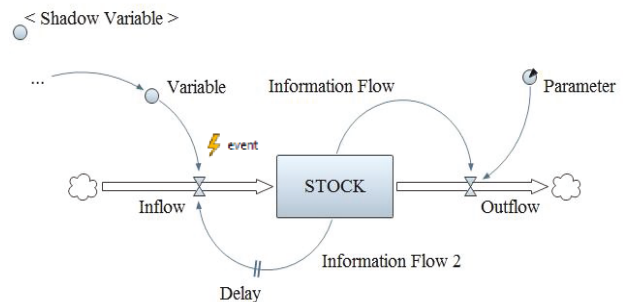 < Shadow Variable >
...
Variable
Information Flow
Parameter
event
STOCK
Inflow
Outflow
Information Flow 2
Delay